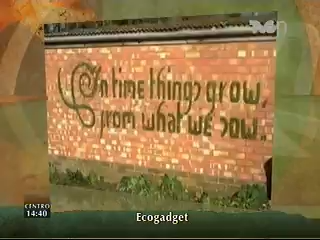 In time things grow,
from what we sow.
CENTRO
14:40
Ecogadget